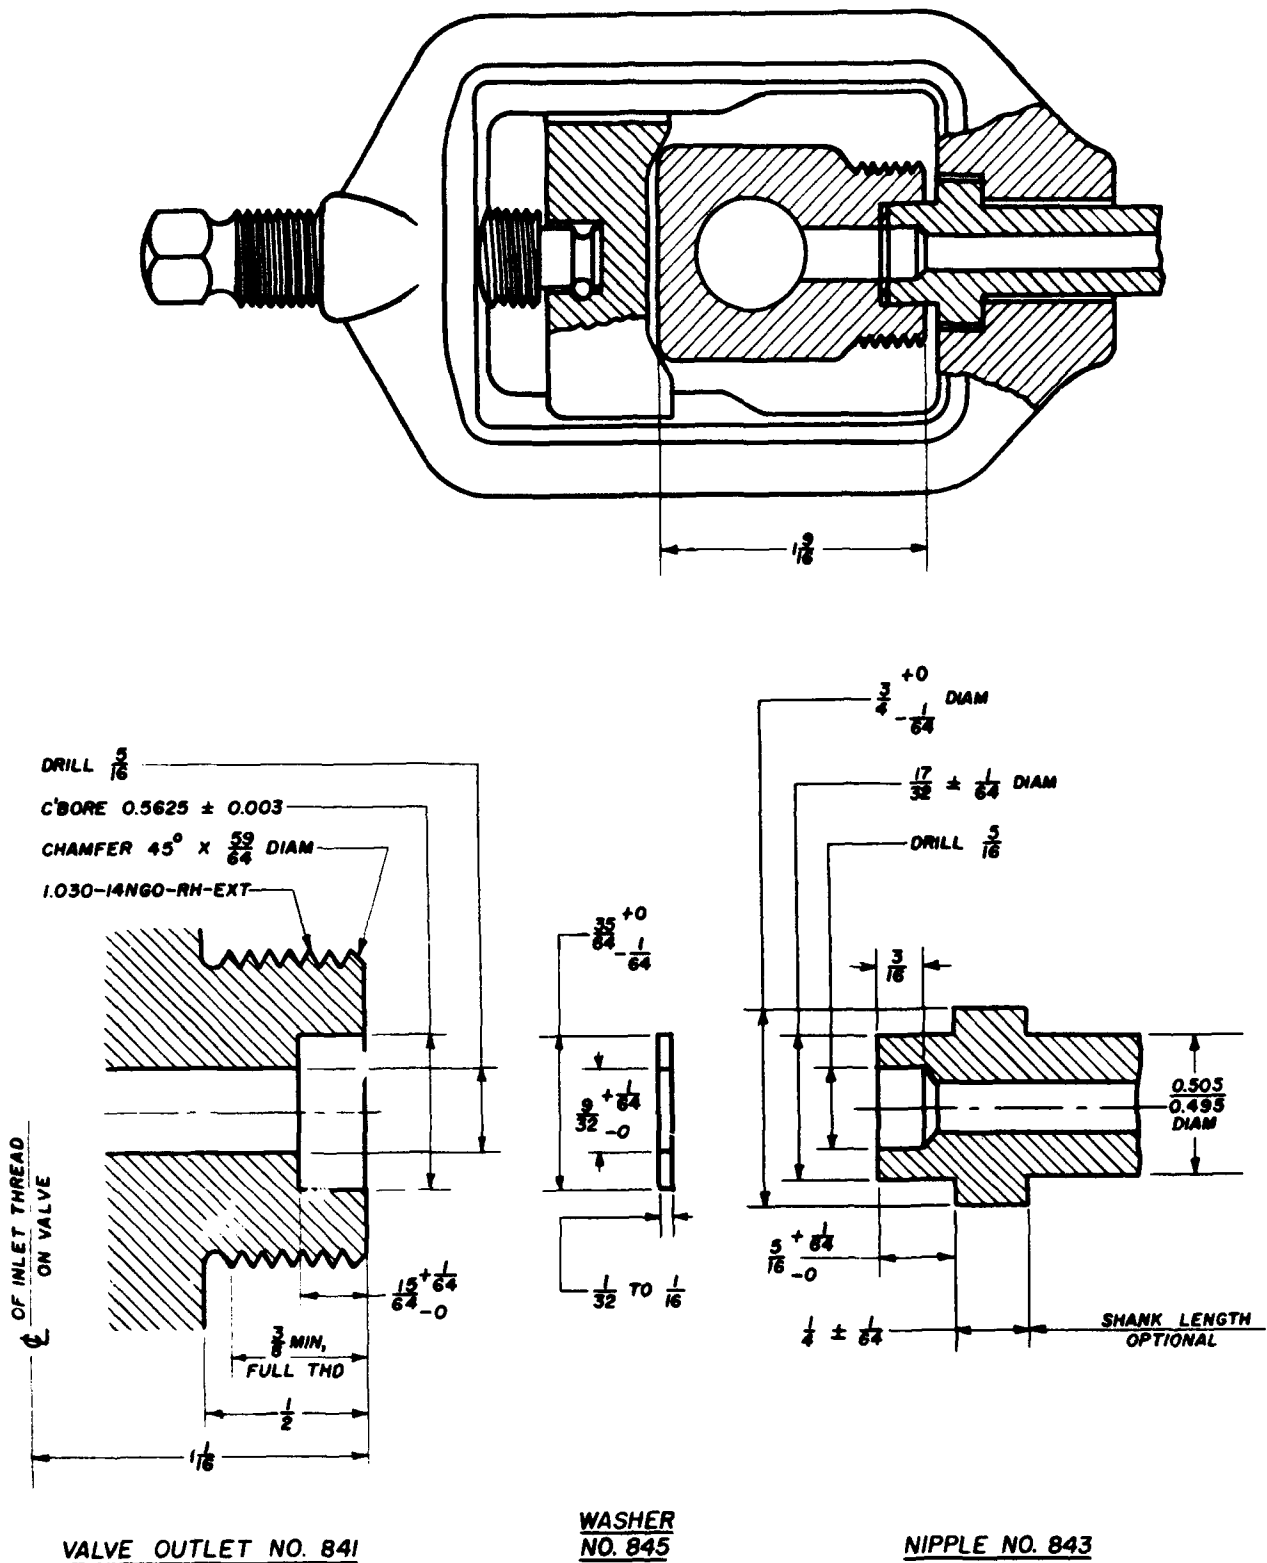 1 9/16
3/4 +0 -1/64 DIAM
17/32 ± 1/64 DIAM
DRILL 5/16
DRILL 5/16
C'BORE 0.5625 ± 0.003
CHAMFER 45° X 59/64 DIAM
1.030-14NGO-RH-EXT
35/64 +0 -1/64
3/16
9/32 +1/64 -0
0.505
0.495
DIAM
℄ OF INLET THREAD
ON VALVE
15/64 +1/64 -0
1/32 TO 1/16
5/16 +1/64 -0
1/4 ± 1/64
SHANK LENGTH
OPTIONAL
3/8 MIN,
FULL THD
1/2
1 1/16
VALVE OUTLET NO. 841
WASHER
NO. 845
NIPPLE NO. 843